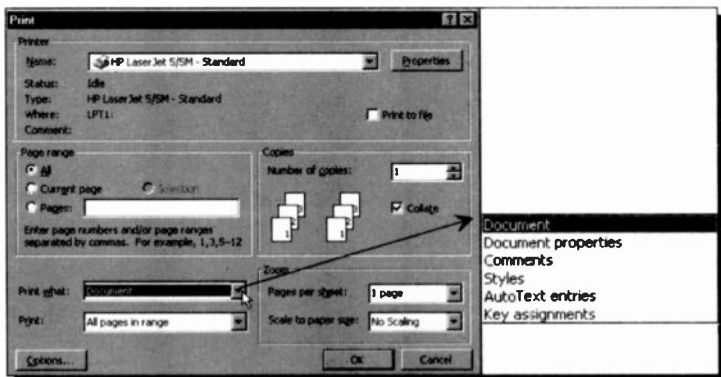 Print
Printer
Name: HP LaserJet 5/5M - Standard Properties
Status: Idle
Type: HP LaserJet 5/5M - Standard
Where: LPT1:
Comment:
Print to file
Page range
All
Current page Selection
Pages:
Enter page numbers and/or page ranges
separated by commas. For example, 1,3,5-12
Copies
Number of copies: 1
Collate
Print what: Document
Print: All pages in range
Zoom
Pages per sheet: 1 page
Scale to paper size: No Scaling
Options... OK Cancel
Document
Document properties
Comments
Styles
AutoText entries
Key assignments